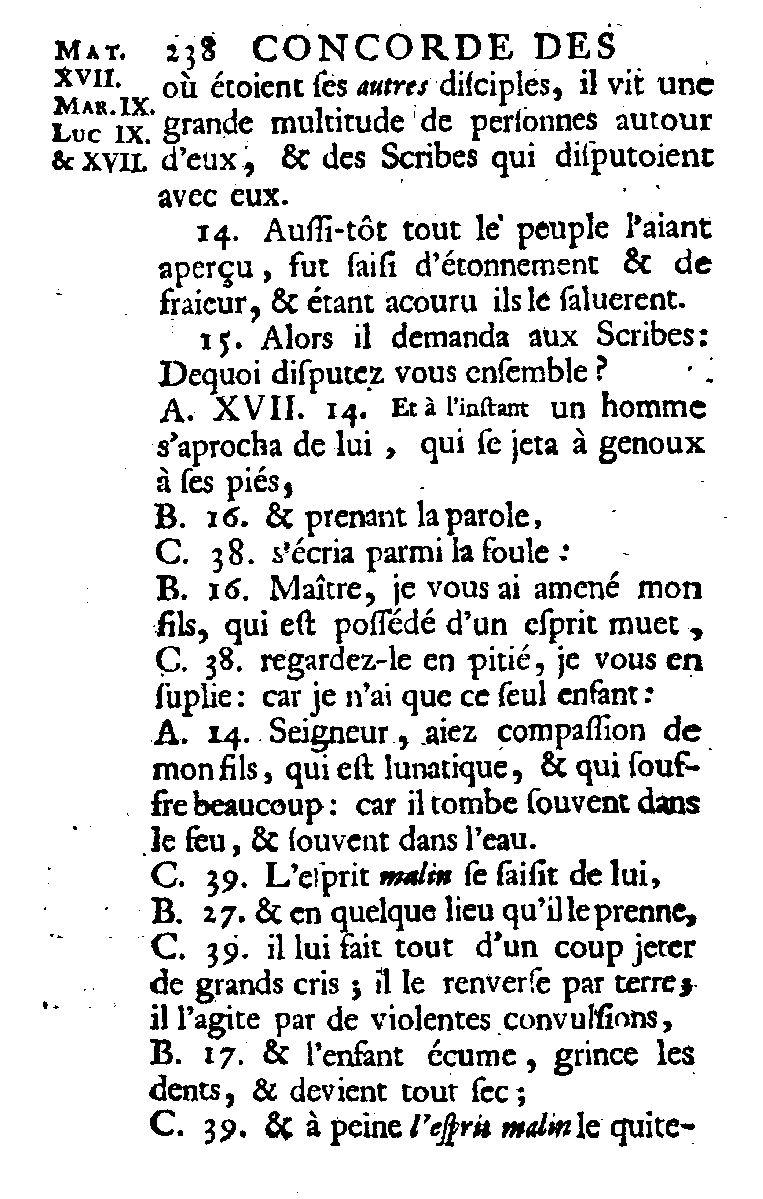 MAT. 238 CONCORDE DES
XVII. où étoient ſes autres diſciples, il vit une
MAR. IX.
LUC IX. grande multitude de perſonnes autour
& XVII. d'eux, & des Scribes qui diſputoient
avec eux.
14. Auſſi-tôt tout le peuple l'aiant
aperçu, fut ſaiſi d'étonnement & de
fraieur, & étant acouru ils le ſaluerent.
15. Alors il demanda aux Scribes:
Dequoi diſputez vous enſemble?
A. XVII. 14. Et à l'inſtant un homme
s'aprocha de lui, qui ſe jeta à genoux
à ſes piés,
B. 16. & prenant la parole,
C. 38. s'écria parmi la foule:
B. 16. Maître, je vous ai amené mon
fils, qui eſt poſſédé d'un eſprit muet,
C. 38. regardez-le en pitié, je vous en
ſuplie: car je n'ai que ce ſeul enfant:
A. 14. Seigneur, aiez compaſſion de
mon fils, qui eſt lunatique, & qui ſouf-
fre beaucoup: car il tombe ſouvent dans
le feu, & ſouvent dans l'eau.
C. 39. L'eſprit malin ſe ſaiſit de lui,
B. 27. & en quelque lieu qu'il le prenne,
C. 39. il lui fait tout d'un coup jeter
de grands cris; il le renverſe par terre;
il l'agite par de violentes convulſions,
B. 17. & l'enfant écume, grince les
dents, & devient tout ſec;
C. 39. & à peine l'eſprit malin le quite-